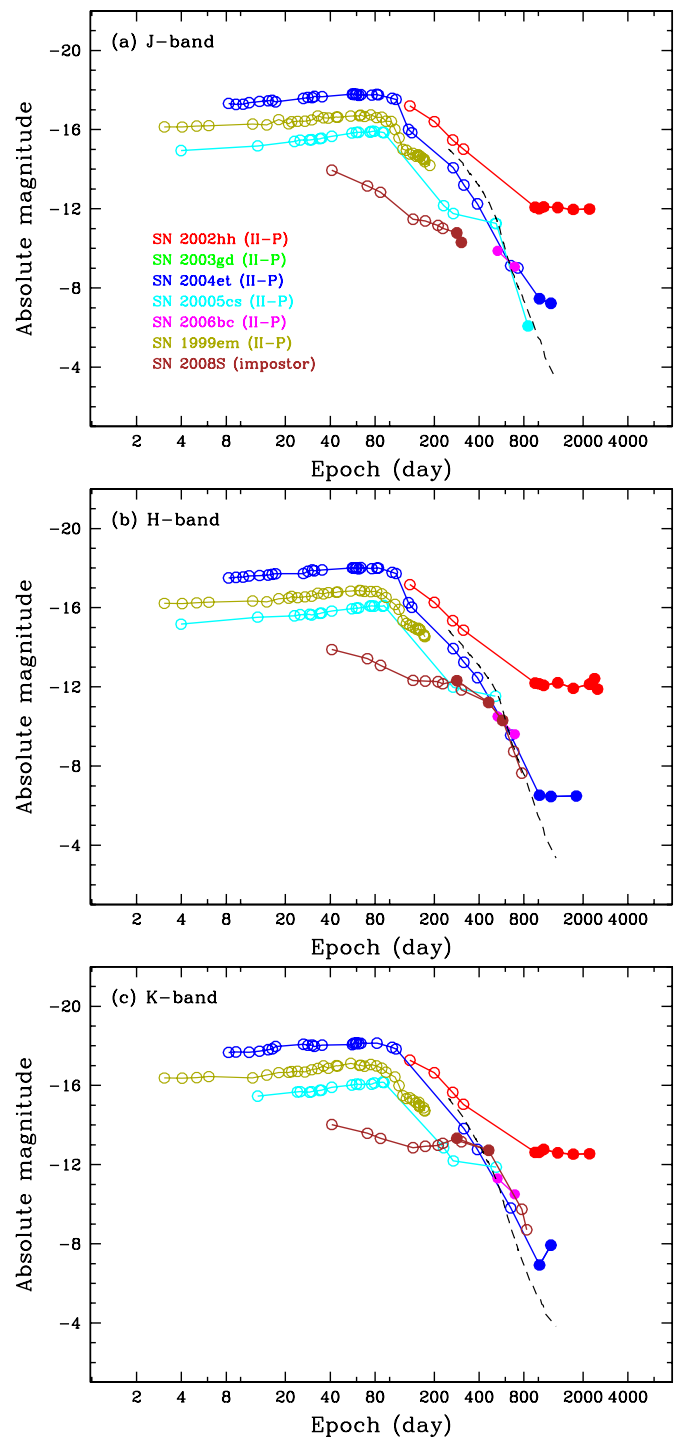 (a) J-band
-20
-16
-12
-8
-4
Absolute magnitude
SN 2002hh (II-P)
SN 2003gd (II-P)
SN 2004et (II-P)
SN 20005cs (II-P)
SN 2006bc (II-P)
SN 1999em (II-P)
SN 2008S (impostor)
2 4 8 20 40 80 200 400 800 2000 4000
Epoch (day)
(b) H-band
-20
-16
-12
-8
-4
Absolute magnitude
2 4 8 20 40 80 200 400 800 2000 4000
Epoch (day)
(c) K-band
-20
-16
-12
-8
-4
Absolute magnitude
2 4 8 20 40 80 200 400 800 2000 4000
Epoch (day)